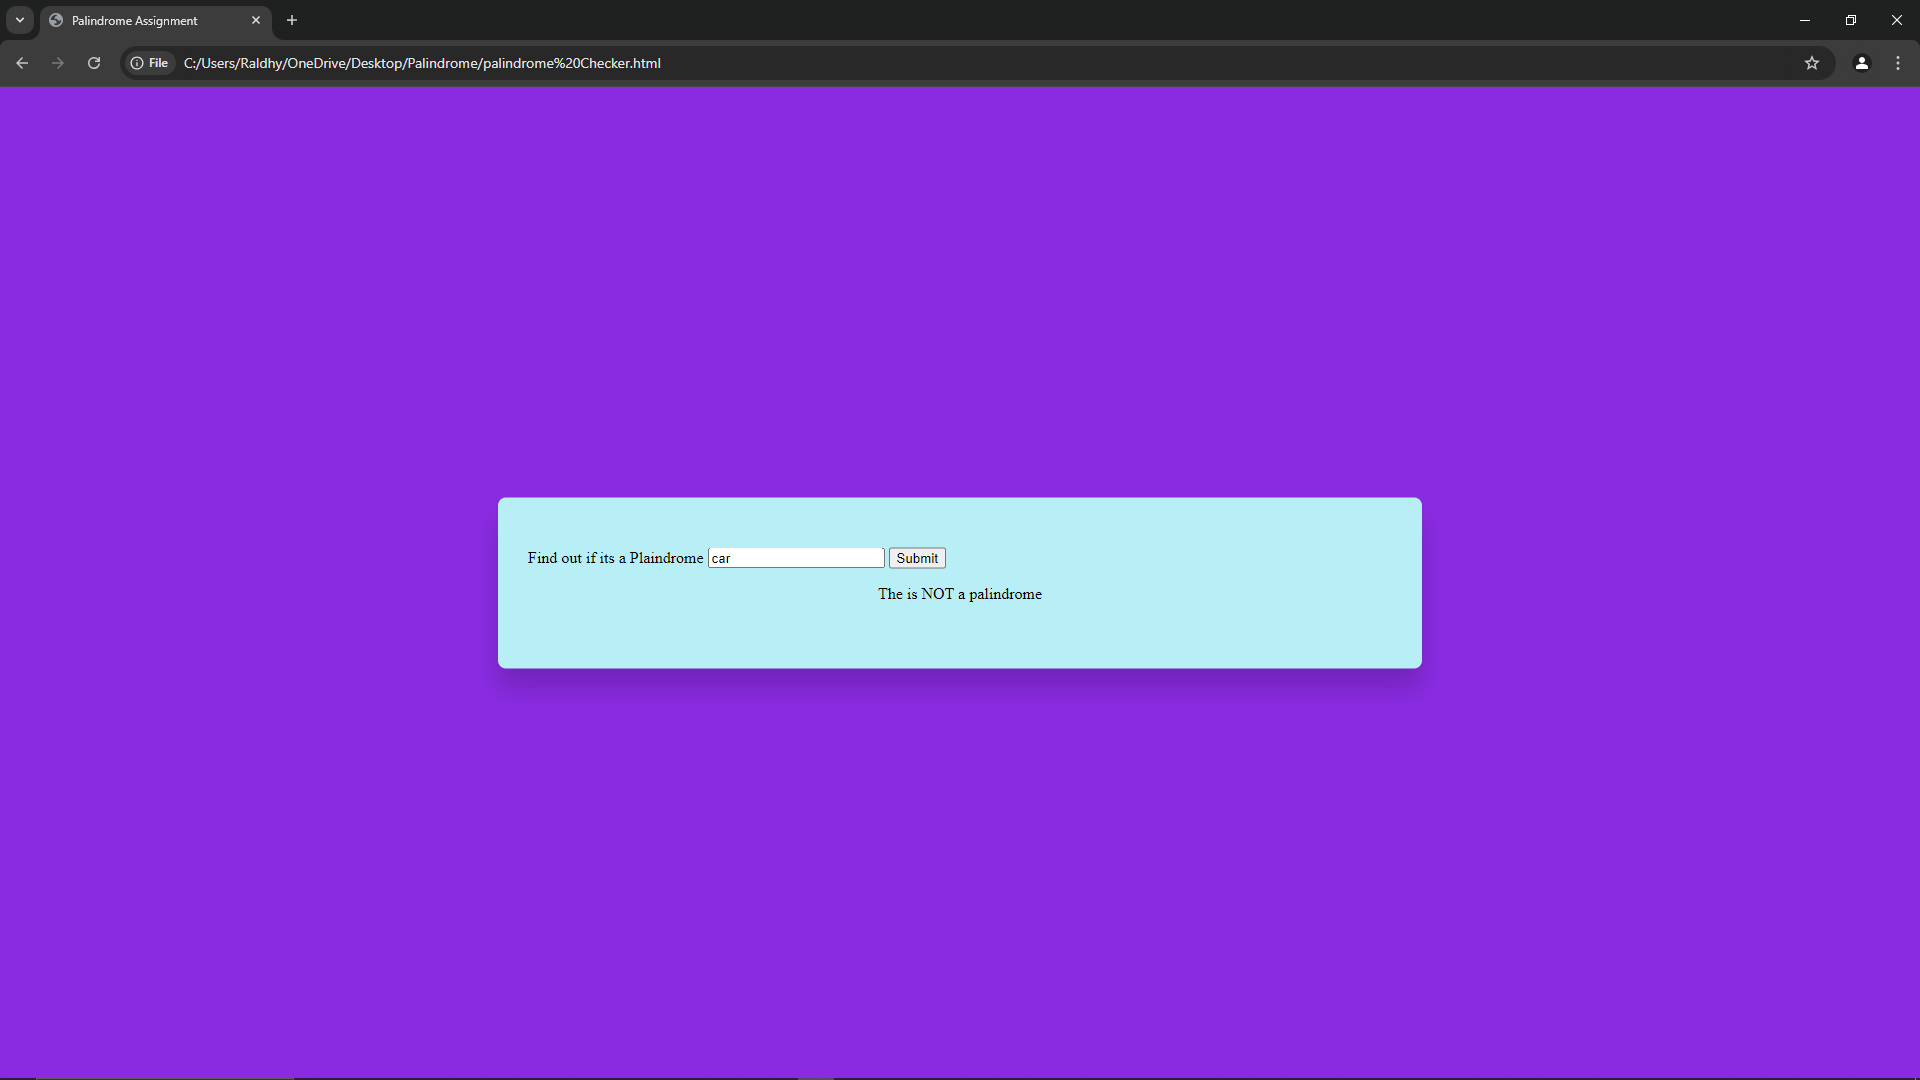 Palindrome Assignment
File C:/Users/Raldhy/OneDrive/Desktop/Palindrome/palindrome%20Checker.html
Find out if its a Plaindrome car Submit
The is NOT a palindrome